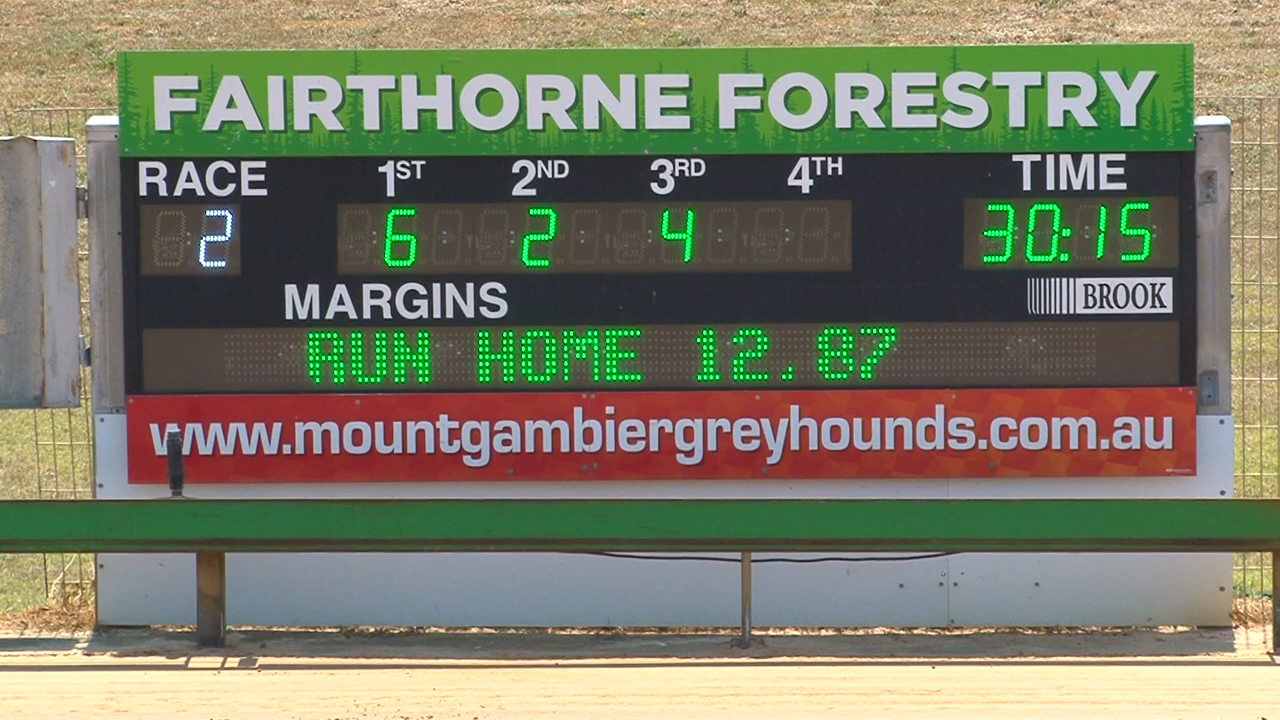 FAIRTHORNE FORESTRY
RACE 1ST 2ND 3RD 4TH TIME
2 6 2 4 30:15
MARGINS BROOK
RUN HOME 12.87
www.mountgambiergreyhounds.com.au